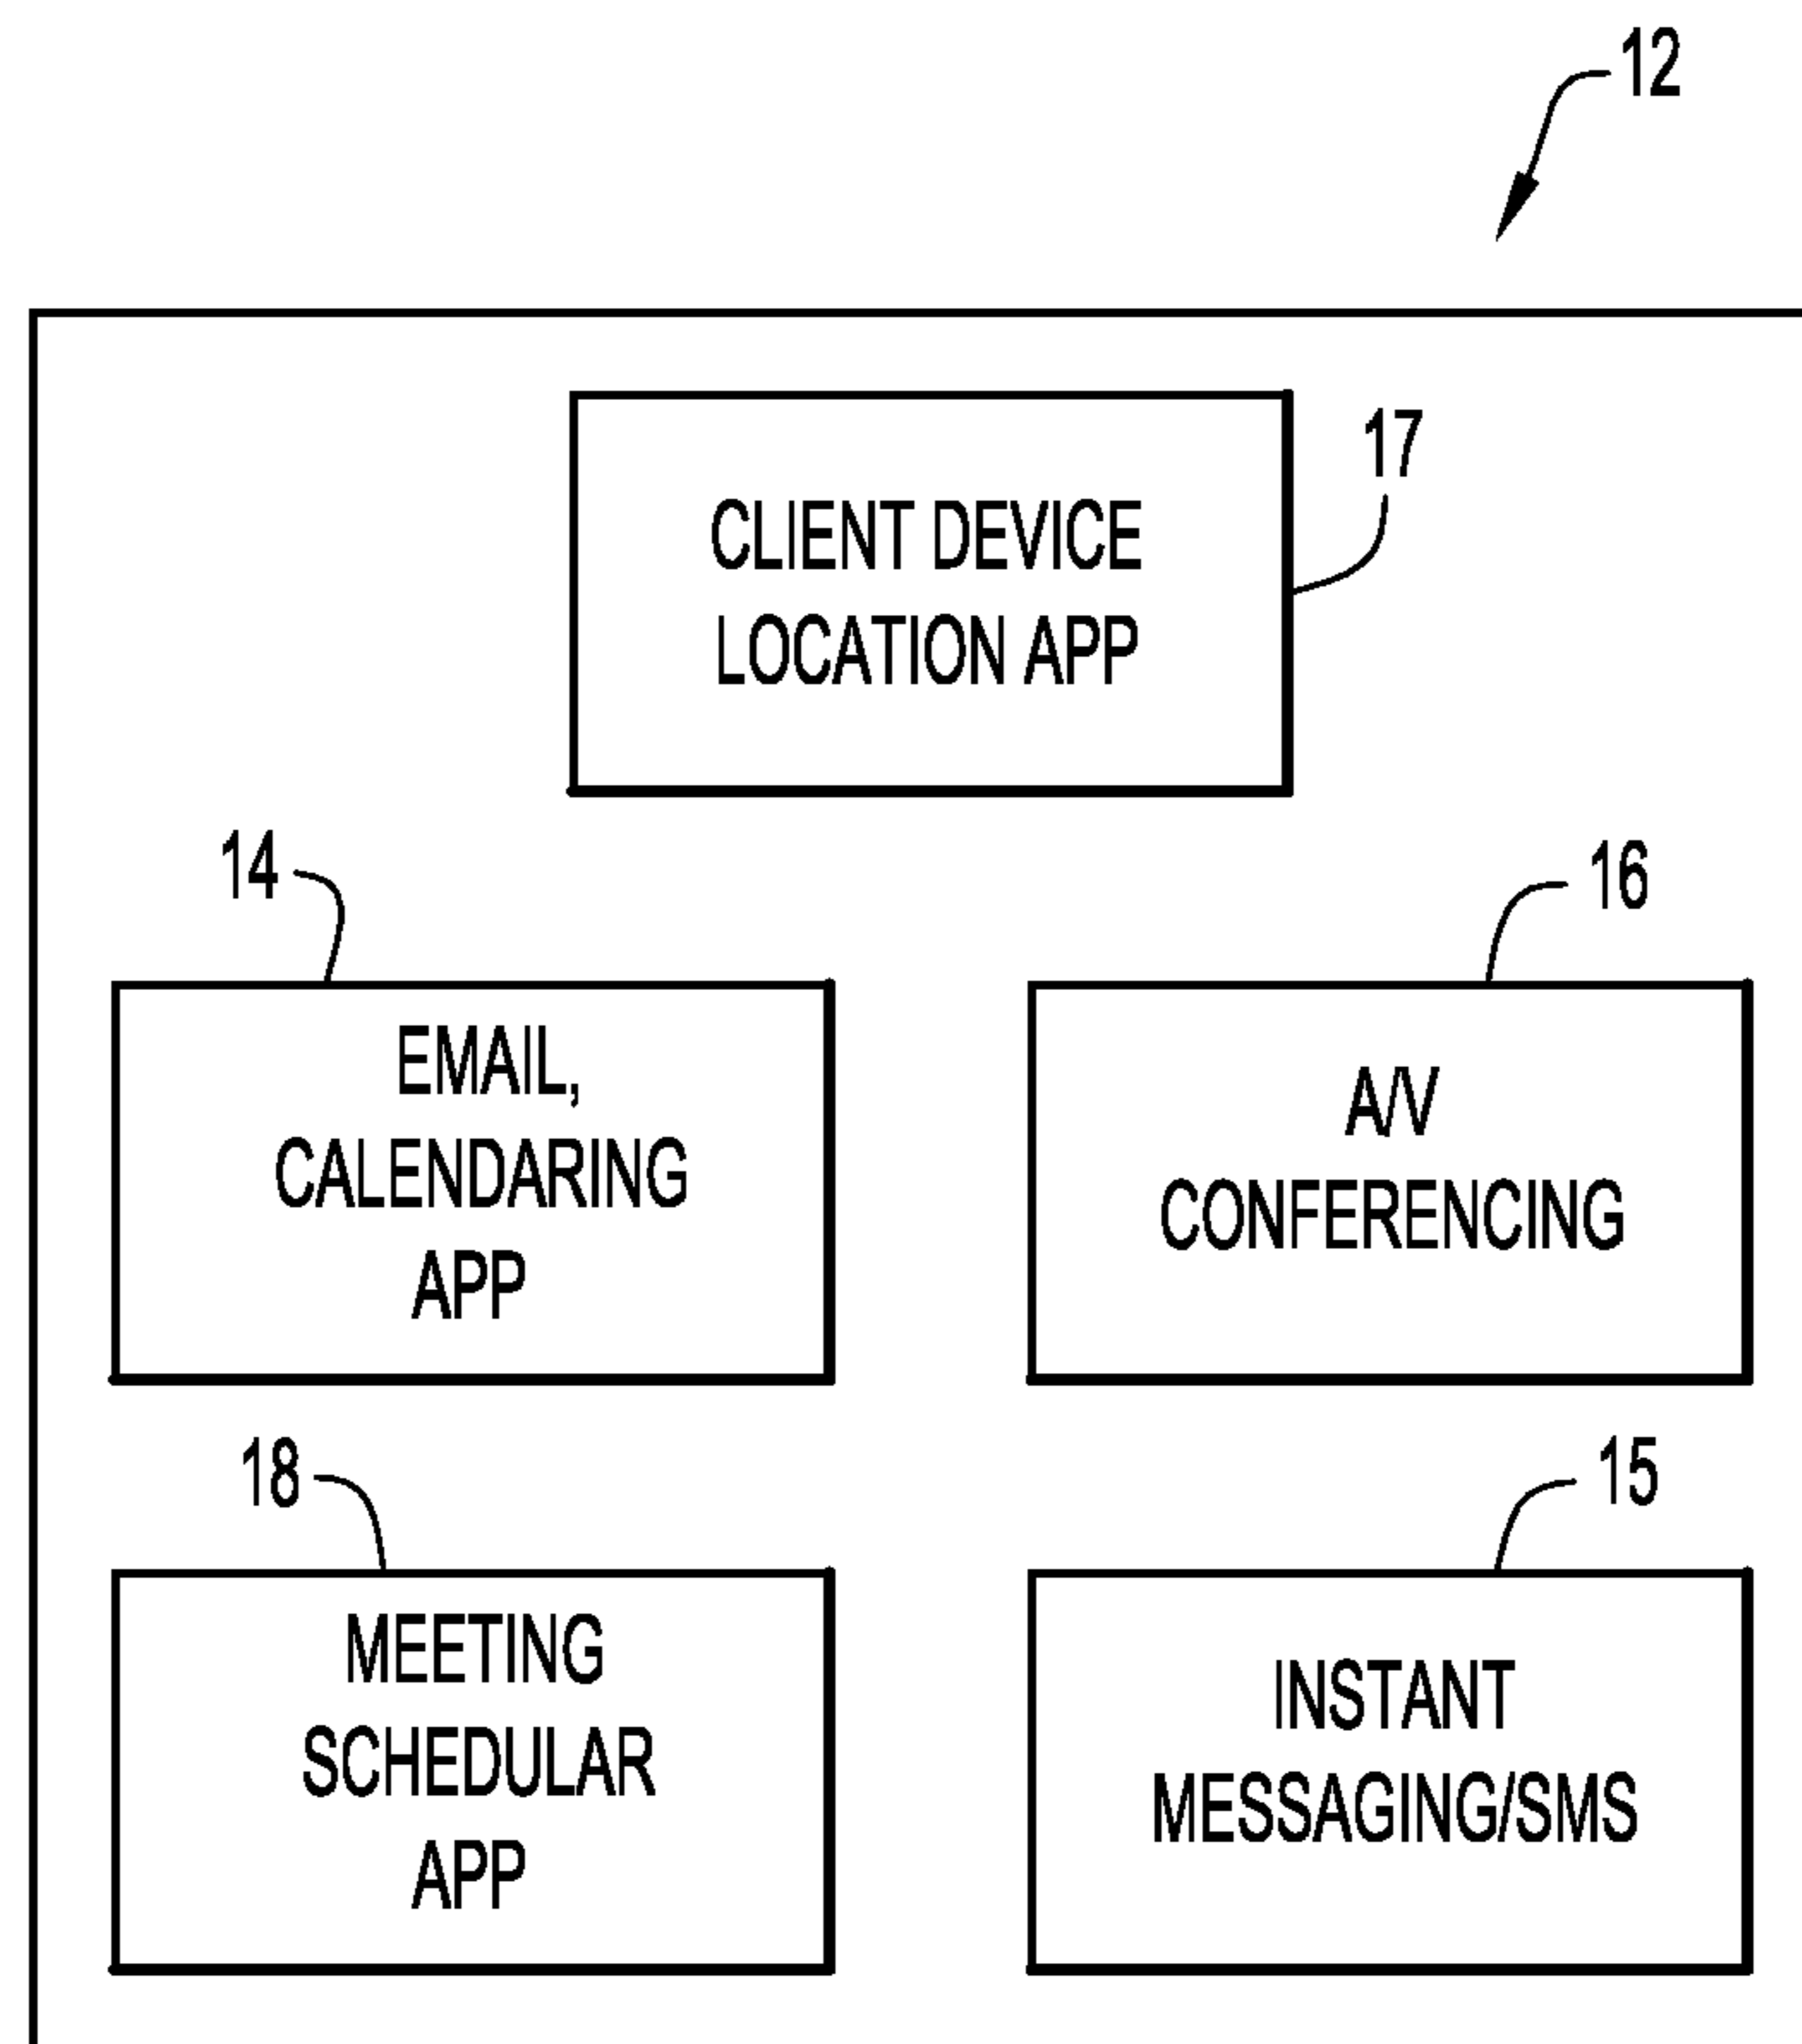 12
17
CLIENT DEVICE
LOCATION APP
14
16
EMAIL,
CALENDARING
APP
A/V
CONFERENCING
18
15
MEETING
SCHEDULAR
APP
INSTANT
MESSAGING/SMS